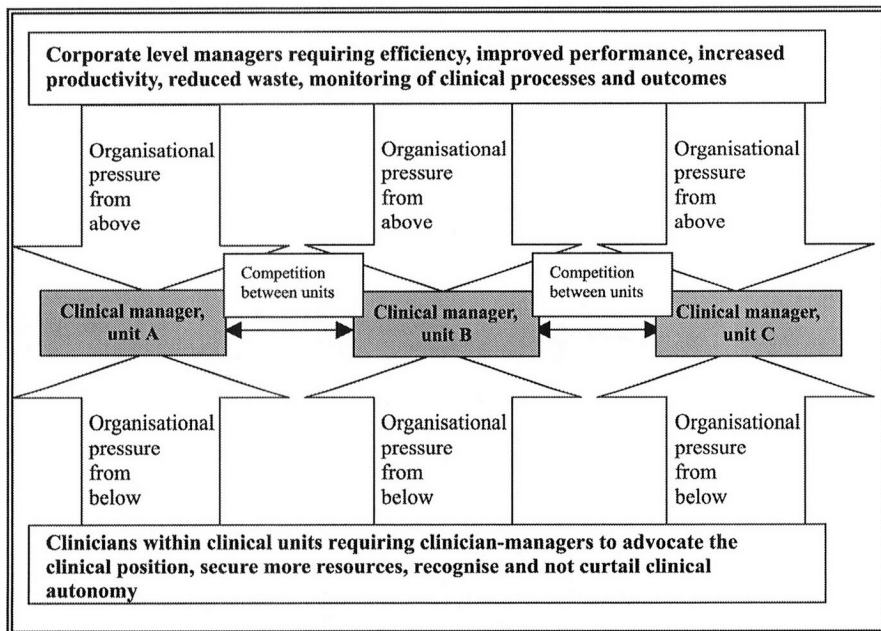 Corporate level managers requiring efficiency, improved performance, increased
productivity, reduced waste, monitoring of clinical processes and outcomes
Organisational
pressure
from
above
Organisational
pressure
from
above
Organisational
pressure
from
above
Competition
between units
Competition
between units
Clinical manager,
unit A
Clinical manager,
unit B
Clinical manager,
unit C
Organisational
pressure
from
below
Organisational
pressure
from
below
Organisational
pressure
from
below
Clinicians within clinical units requiring clinician-managers to advocate the
clinical position, secure more resources, recognise and not curtail clinical
autonomy